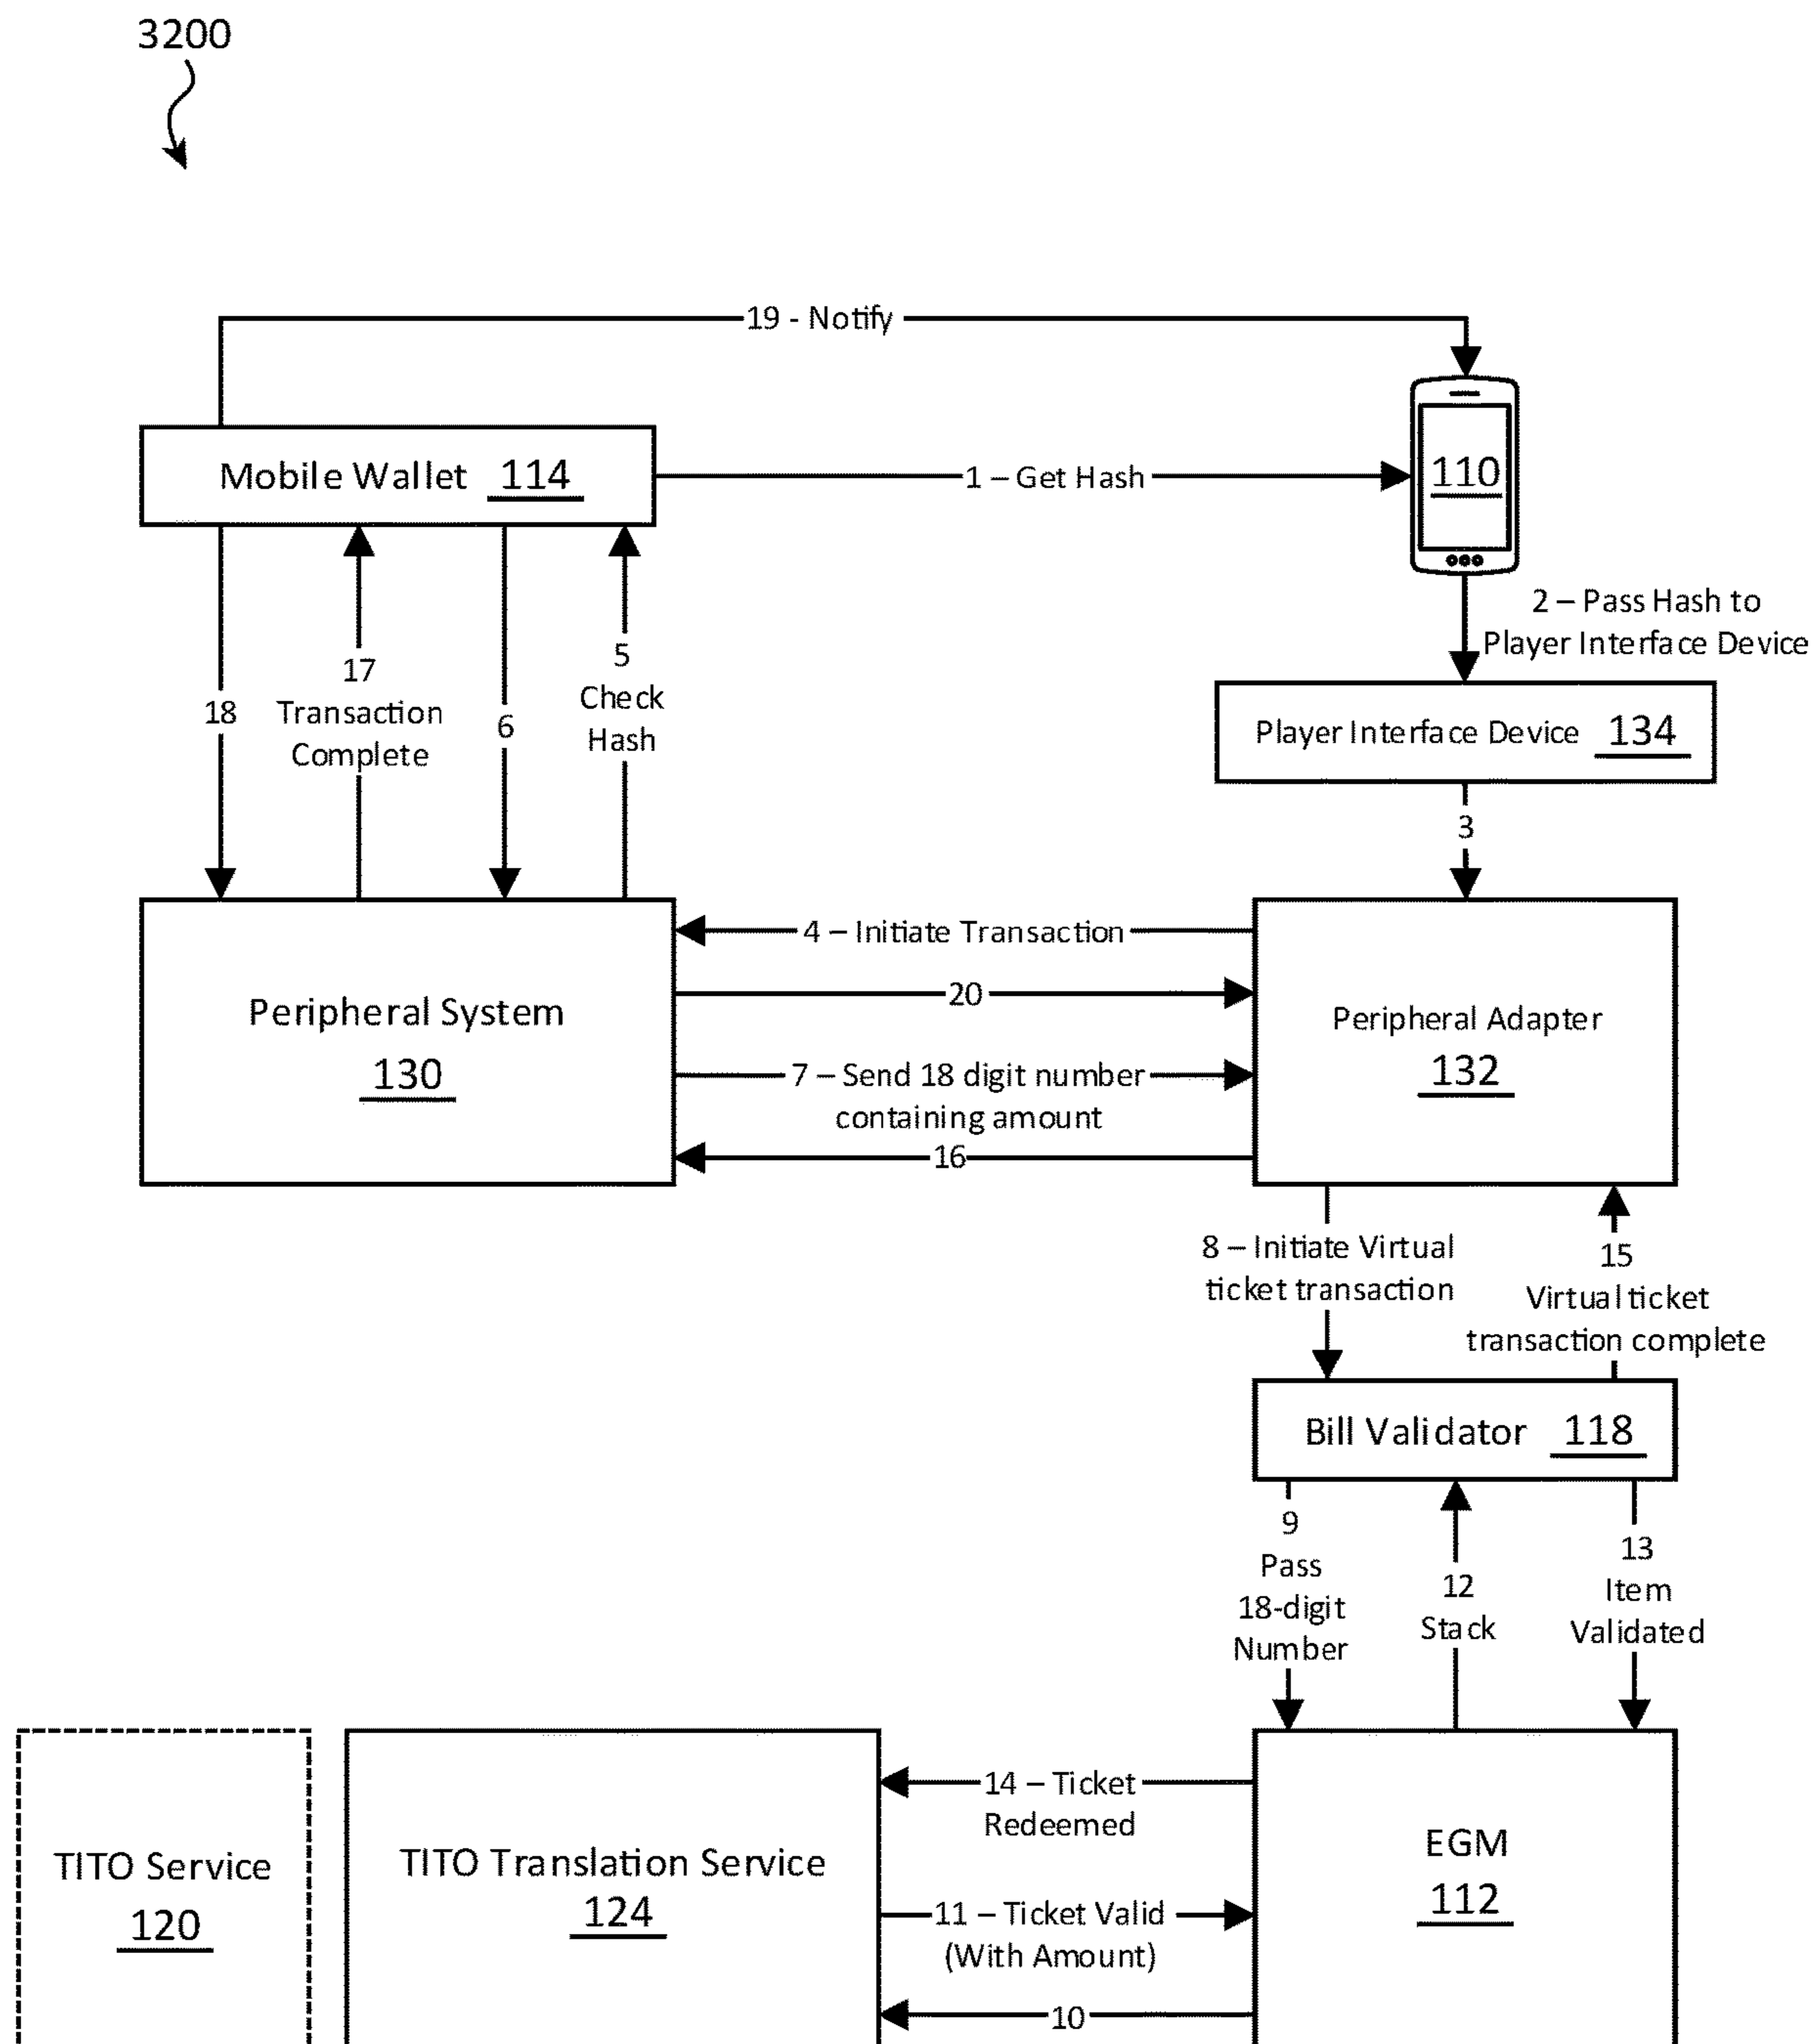 3200
19 - Notify
Mobile Wallet 114
1 – Get Hash
110
2 – Pass Hash to
Player Interface Device
18
17
Transaction
Complete
6
5
Check
Hash
Player Interface Device 134
3
4 – Initiate Transaction
20
Peripheral System
130
7 – Send 18 digit number
containing amount
16
Peripheral Adapter
132
8 – Initiate Virtual
ticket transaction
15
Virtual ticket
transaction complete
Bill Validator 118
9
Pass
18-digit
Number
12
Stack
13
Item
Validated
TITO Service
120
TITO Translation Service
124
14 – Ticket
Redeemed
11 – Ticket Valid
(With Amount)
10
EGM
112